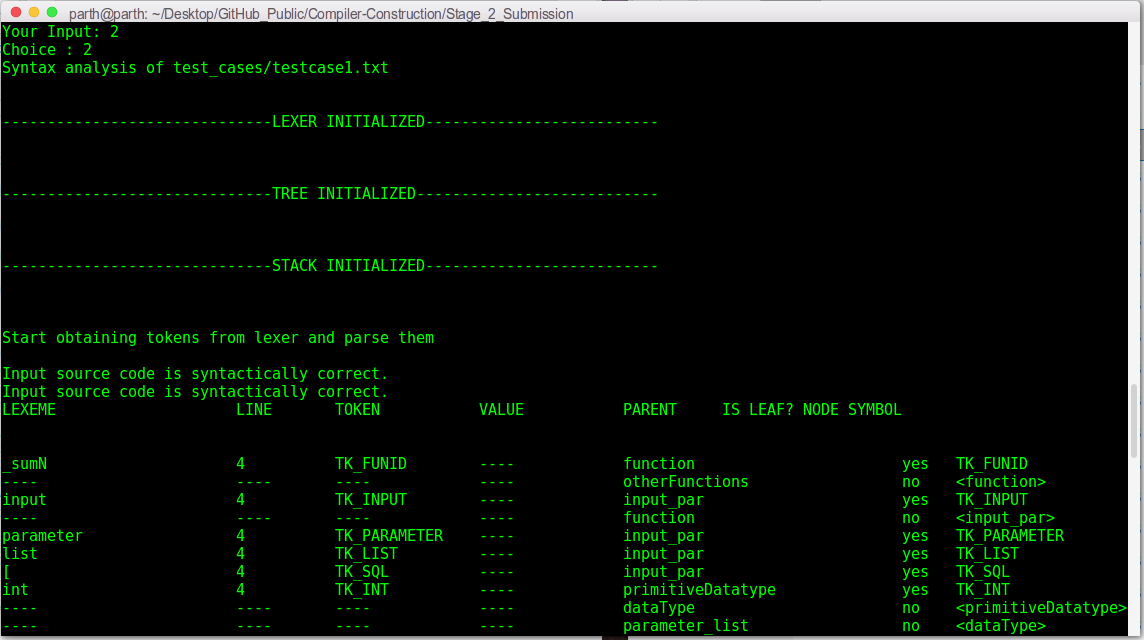 parth@parth: ~/Desktop/GitHub_Public/Compiler-Construction/Stage_2_Submission
Your Input: 2
Choice : 2
Syntax analysis of test_cases/testcase1.txt
------------------------------LEXER INITIALIZED--------------------------
------------------------------TREE INITIALIZED---------------------------
------------------------------STACK INITIALIZED--------------------------
Start obtaining tokens from lexer and parse them
Input source code is syntactically correct.
Input source code is syntactically correct.
LEXEME LINE TOKEN VALUE PARENT IS LEAF? NODE SYMBOL
_sumN 4 TK_FUNID ---- function yes TK_FUNID
---- ---- ---- ---- otherFunctions no <function>
input 4 TK_INPUT ---- input_par yes TK_INPUT
---- ---- ---- ---- function no <input_par>
parameter 4 TK_PARAMETER ---- input_par yes TK_PARAMETER
list 4 TK_LIST ---- input_par yes TK_LIST
[ 4 TK_SQL ---- input_par yes TK_SQL
int 4 TK_INT ---- primitiveDatatype yes TK_INT
---- ---- ---- ---- dataType no <primitiveDatatype>
---- ---- ---- ---- parameter_list no <dataType>